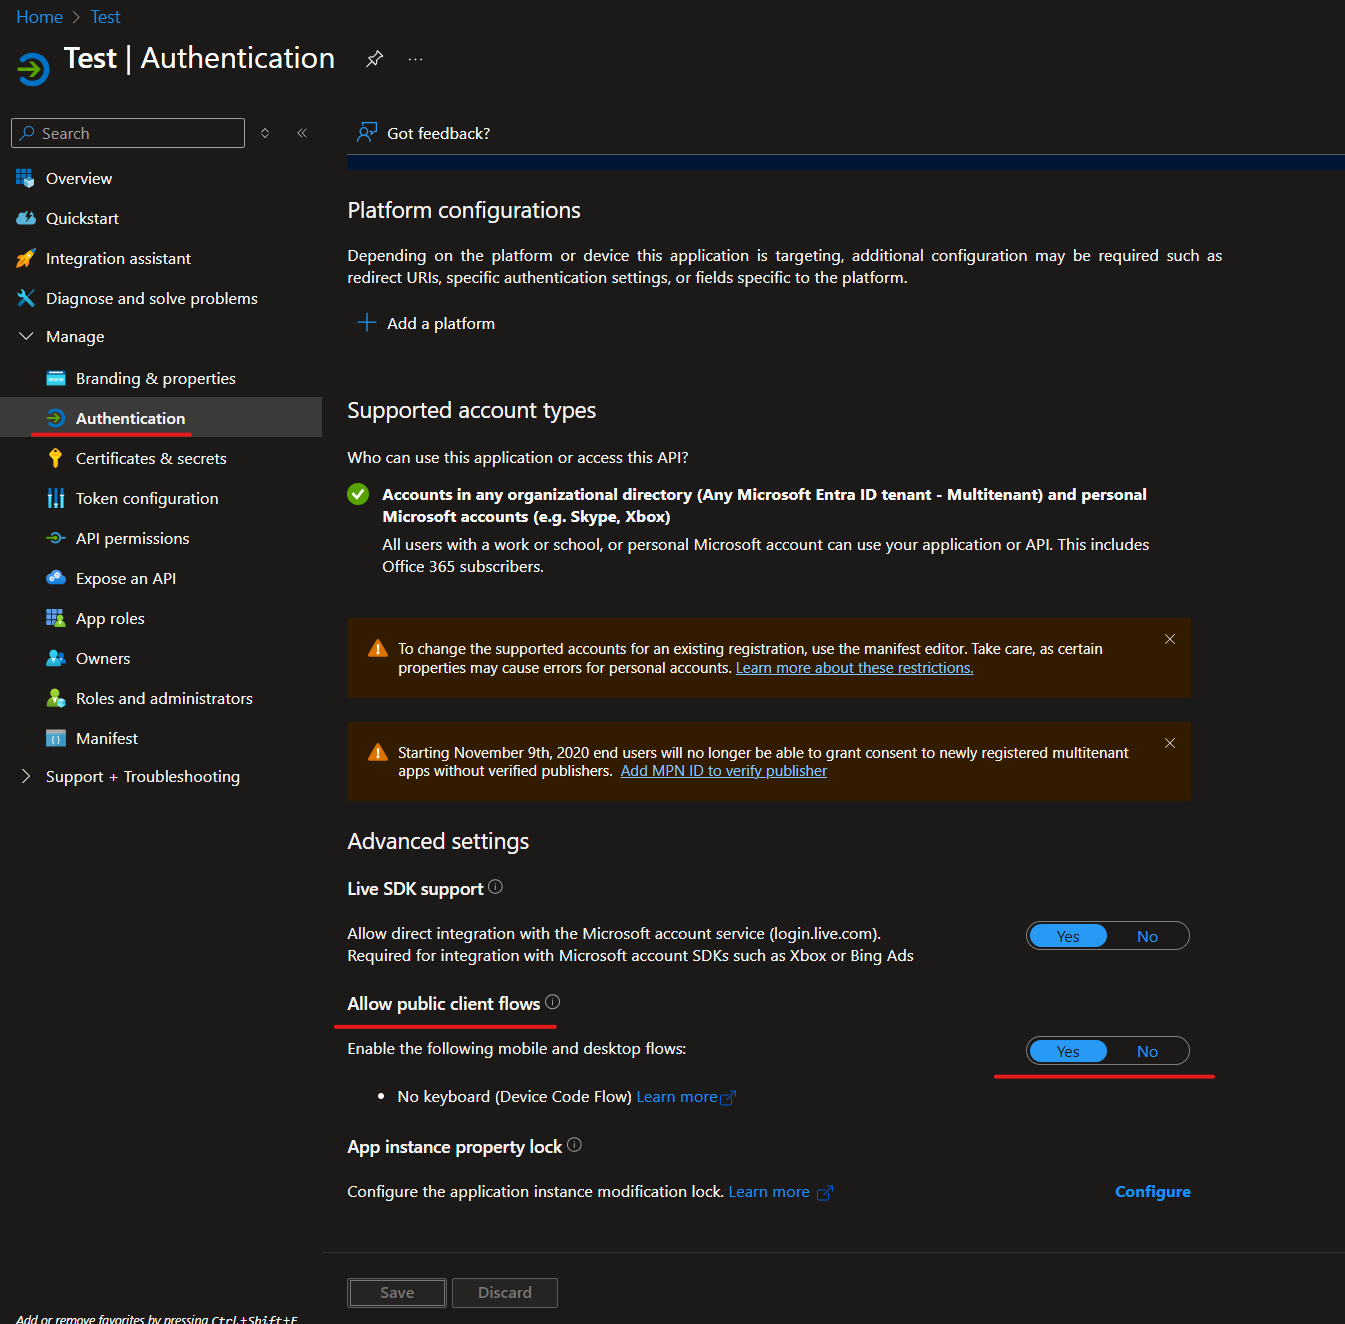 Home > Test
Test | Authentication ...
Search
Overview
Quickstart
Integration assistant
Diagnose and solve problems
Manage
Branding & properties
Authentication
Certificates & secrets
Token configuration
API permissions
Expose an API
App roles
Owners
Roles and administrators
Manifest
Support + Troubleshooting
Add or remove favorites by pressing Ctrl+Shift+F
Got feedback?
Platform configurations
Depending on the platform or device this application is targeting, additional configuration may be required such as
redirect URIs, specific authentication settings, or fields specific to the platform.
Add a platform
Supported account types
Who can use this application or access this API?
Accounts in any organizational directory (Any Microsoft Entra ID tenant - Multitenant) and personal
Microsoft accounts (e.g. Skype, Xbox)
All users with a work or school, or personal Microsoft account can use your application or API. This includes
Office 365 subscribers.
To change the supported accounts for an existing registration, use the manifest editor. Take care, as certain
properties may cause errors for personal accounts. Learn more about these restrictions.
Starting November 9th, 2020 end users will no longer be able to grant consent to newly registered multitenant
apps without verified publishers. Add MPN ID to verify publisher
Advanced settings
Live SDK support
Allow direct integration with the Microsoft account service (login.live.com).
Required for integration with Microsoft account SDKs such as Xbox or Bing Ads
Yes No
Allow public client flows
Enable the following mobile and desktop flows:
Yes No
• No keyboard (Device Code Flow) Learn more
App instance property lock
Configure the application instance modification lock. Learn more
Configure
Save Discard